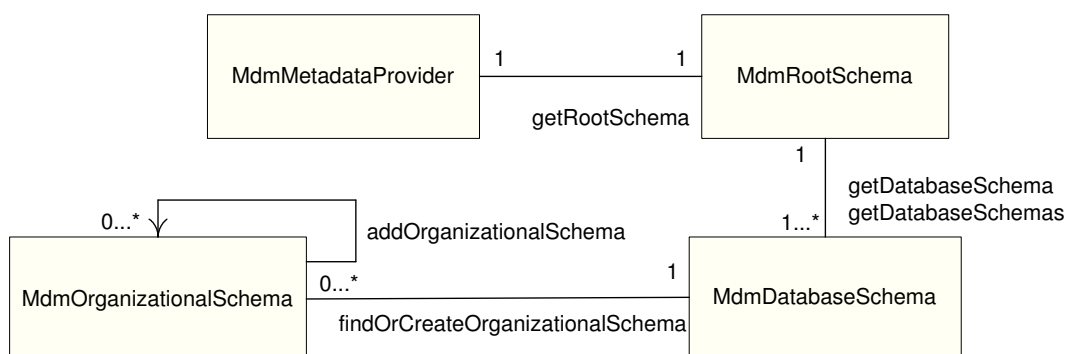 MdmMetadataProvider
1
1
MdmRootSchema
getRootSchema
1
getDatabaseSchema
getDatabaseSchemas
1...*
0...*
addOrganizationalSchema
MdmOrganizationalSchema
0...*
1
MdmDatabaseSchema
findOrCreateOrganizationalSchema